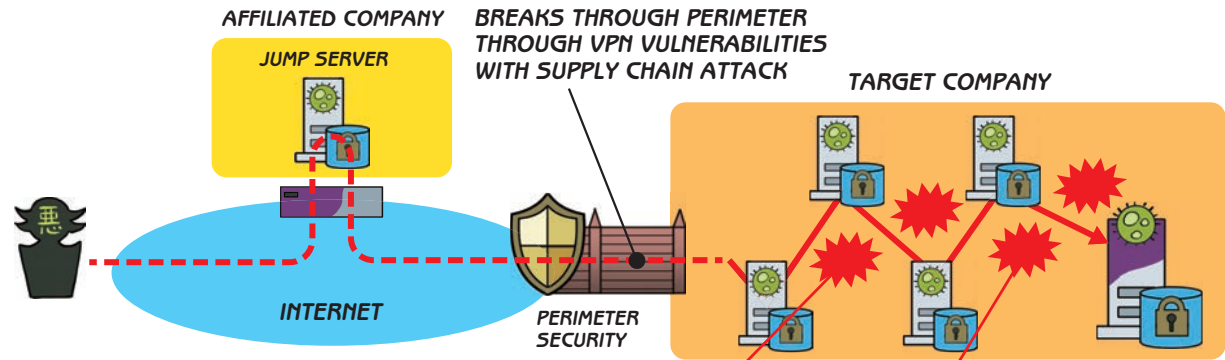 AFFILIATED COMPANY
JUMP SERVER
BREAKS THROUGH PERIMETER
THROUGH VPN VULNERABILITIES
WITH SUPPLY CHAIN ATTACK
TARGET COMPANY
悪
INTERNET
PERIMETER
SECURITY